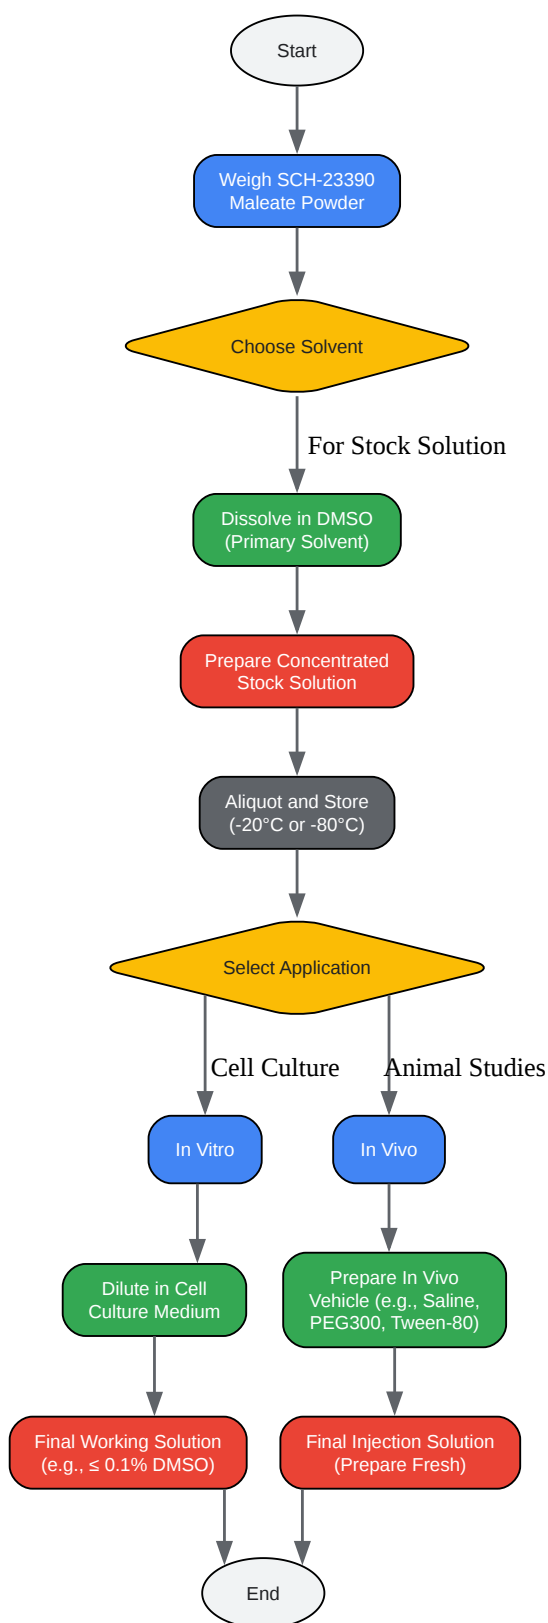 Start
Weigh SCH-23390
Maleate Powder
Choose Solvent
For Stock Solution
Dissolve in DMSO
(Primary Solvent)
Prepare Concentrated
Stock Solution
Aliquot and Store
(-20°C or -80°C)
Select Application
Cell Culture
Animal Studies
In Vitro
In Vivo
Dilute in Cell
Culture Medium
Prepare In Vivo
Vehicle (e.g., Saline,
PEG300, Tween-80)
Final Working Solution
(e.g., ≤ 0.1% DMSO)
Final Injection Solution
(Prepare Fresh)
End